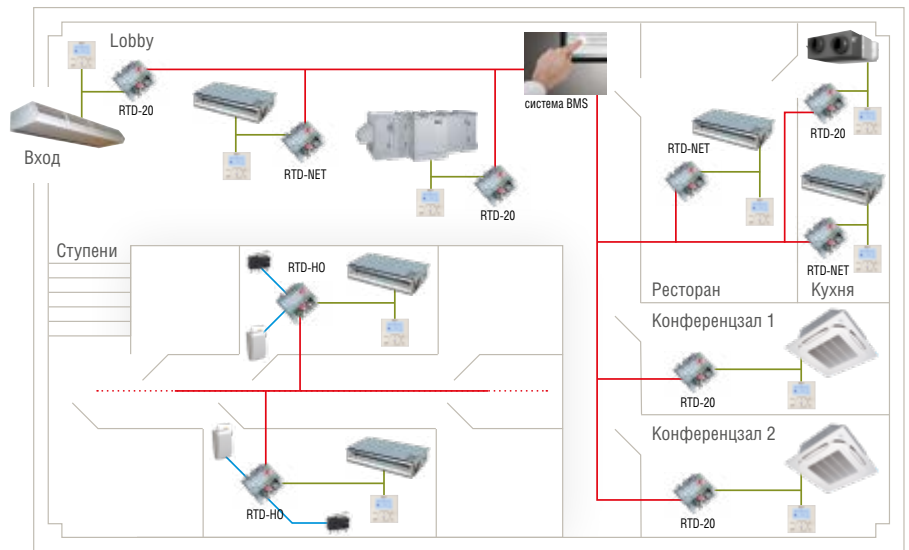 Lobby
RTD-20
Вход
RTD-NET
RTD-20
система BMS
RTD-NET
RTD-20
RTD-NET
Ресторан
Кухня
Ступени
RTD-HO
Конференцзал 1
RTD-20
Конференцзал 2
RTD-20
RTD-HO